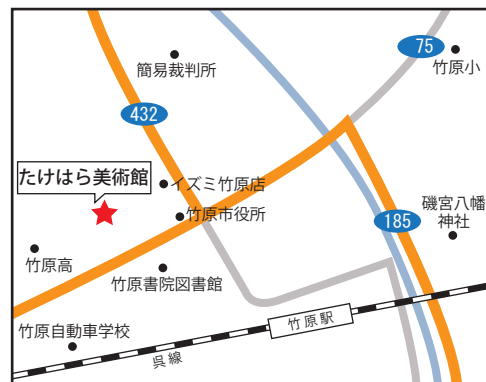 75
竹原小
簡易裁判所
432
たけはら美術館
イズミ竹原店
竹原市役所
磯宮八幡
神社
185
竹原高
竹原書院図書館
竹原駅
竹原自動車学校
呉線